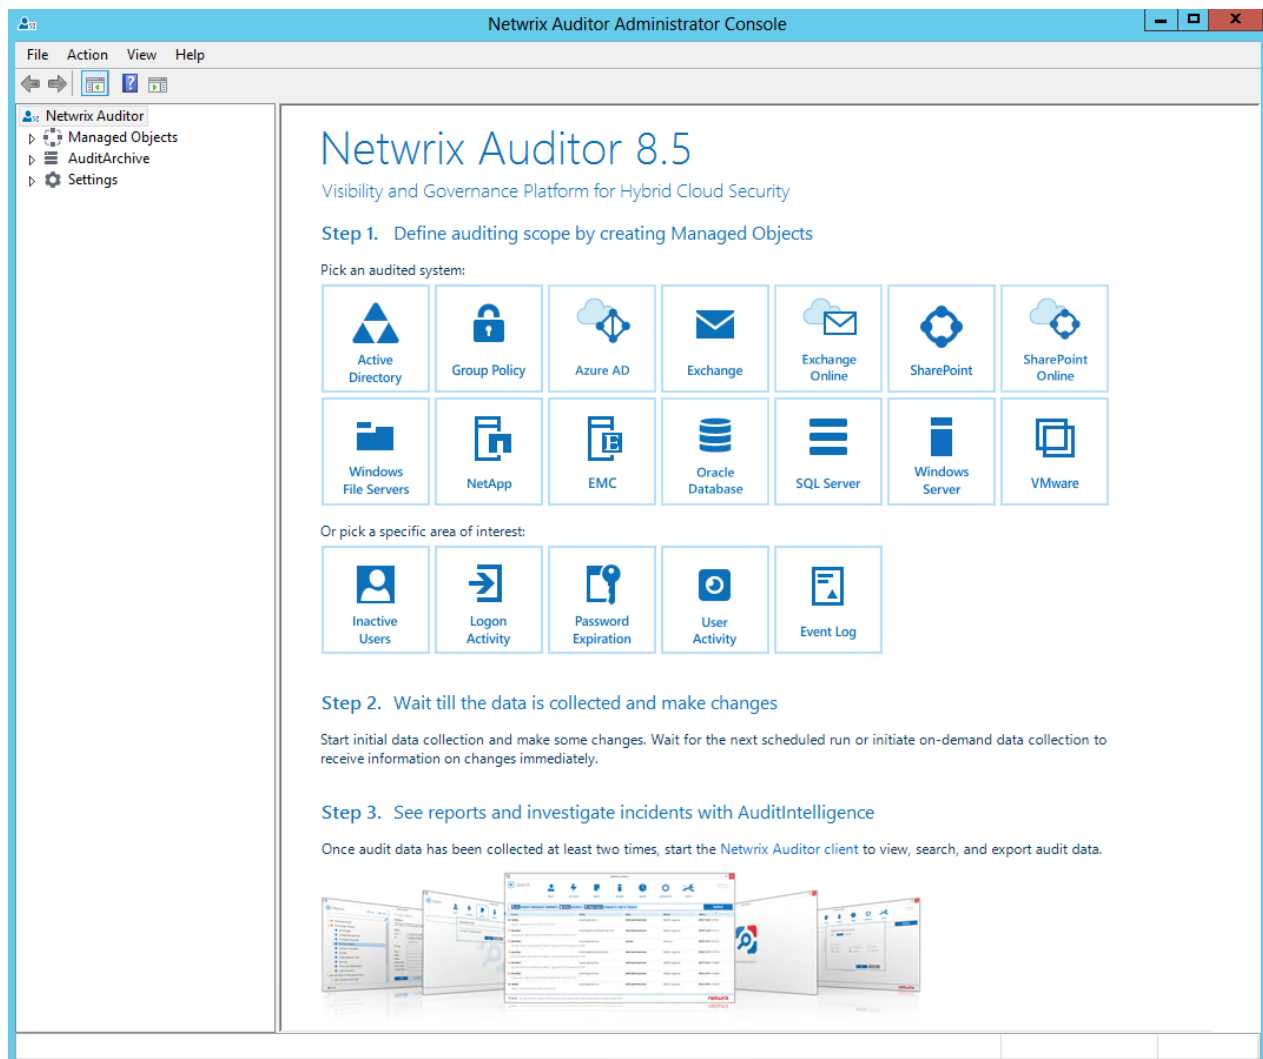 Netwrix Auditor Administrator Console
X
File Action View Help
Netwrix Auditor
Managed Objects
AuditArchive
Settings
Netwrix Auditor 8.5
Visibility and Governance Platform for Hybrid Cloud Security
Step 1. Define auditing scope by creating Managed Objects
Pick an audited system:
Active
Directory
Group Policy
Azure AD
Exchange
Exchange
Online
SharePoint
SharePoint
Online
Windows
File Servers
NetApp
EMC
Oracle
Database
SQL Server
Windows
Server
VMware
Or pick a specific area of interest:
Inactive
Users
Logon
Activity
Password
Expiration
User
Activity
Event Log
Step 2. Wait till the data is collected and make changes
Start initial data collection and make some changes. Wait for the next scheduled run or initiate on-demand data collection to
receive information on changes immediately.
Step 3. See reports and investigate incidents with AuditIntelligence
Once audit data has been collected at least two times, start the Netwrix Auditor client to view, search, and export audit data.
Search
netwrix